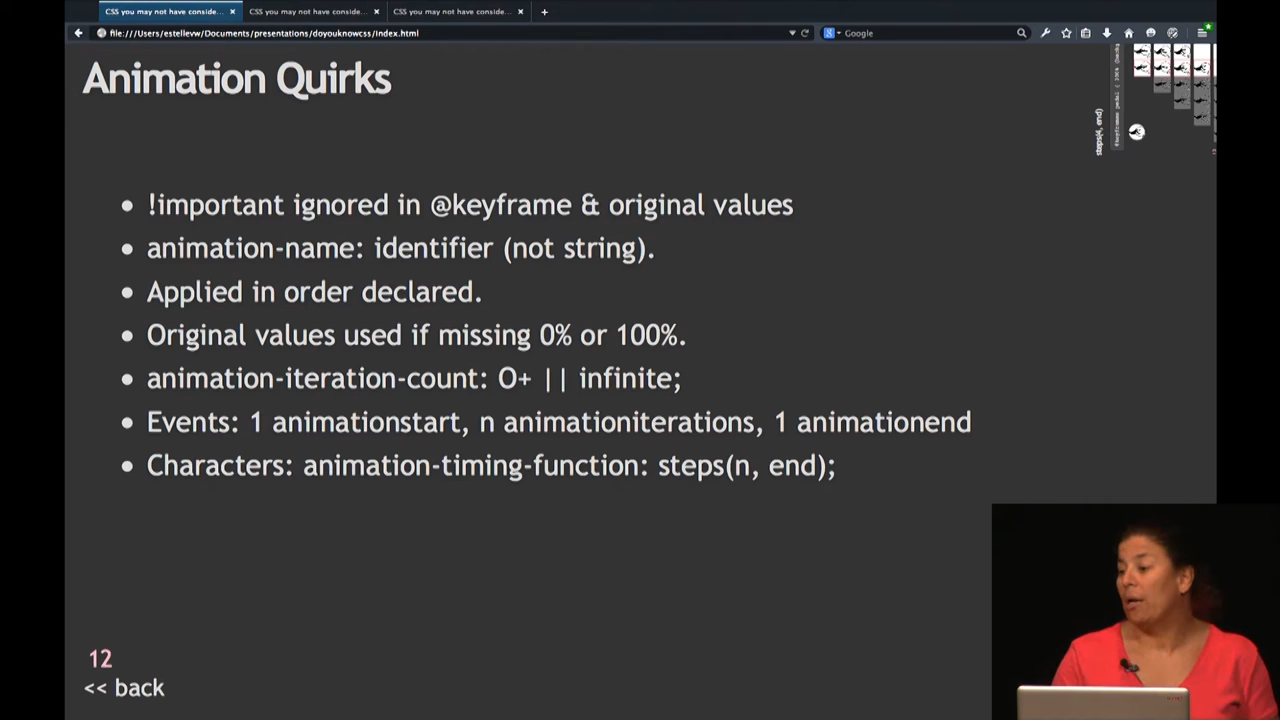 CSS you may not have conside...
CSS you may not have conside...
CSS you may not have conside...
file:///Users/estellevw/Documents/presentations/doyouknowcss/index.html
Google
Animation Quirks
steps(4, end)
• !important ignored in @keyframe & original values
• animation-name: identifier (not string).
• Applied in order declared.
• Original values used if missing 0% or 100%.
• animation-iteration-count: 0+ || infinite;
• Events: 1 animationstart, n animationiterations, 1 animationend
• Characters: animation-timing-function: steps(n, end);
12
<< back